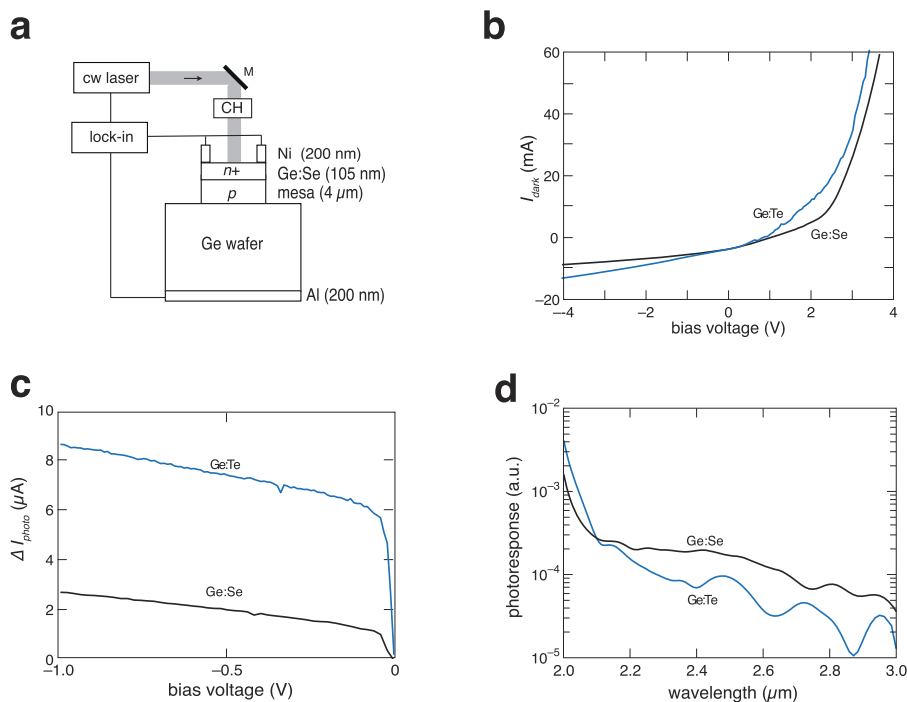 a
cw laser
M
CH
lock-in
Ni (200 nm)
n+
Ge:Se (105 nm)
p
mesa (4 µm)
Ge wafer
Al (200 nm)
b
60
40
20
0
−20
I_dark (mA)
Ge:Te
Ge:Se
−4
−2
0
2
4
bias voltage (V)
c
10
8
6
4
2
0
Δ I_photo (µA)
Ge:Te
Ge:Se
−1.0
−0.5
0
bias voltage (V)
d
10⁻²
10⁻³
10⁻⁴
10⁻⁵
photoresponse (a.u.)
Ge:Se
Ge:Te
2.0
2.2
2.4
2.6
2.8
3.0
wavelength (µm)